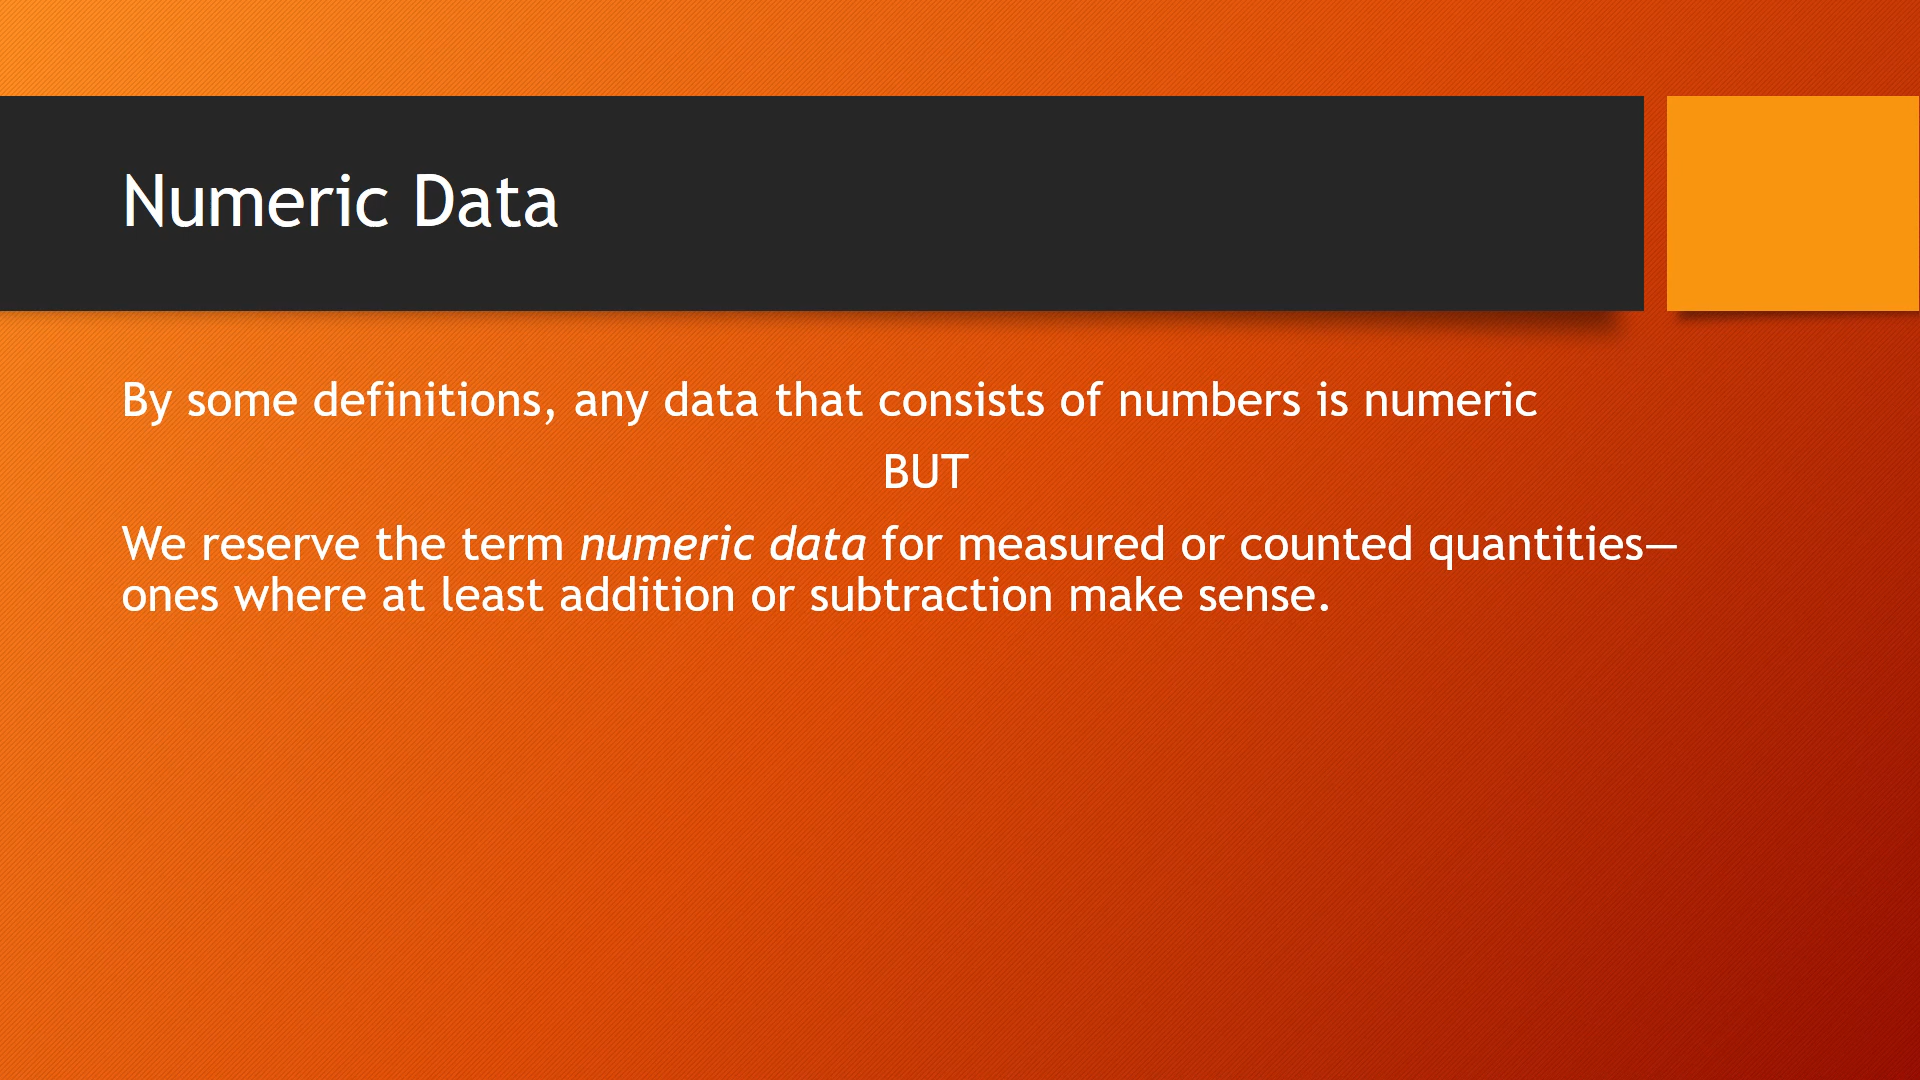 Numeric Data
By some definitions, any data that consists of numbers is numeric
BUT
We reserve the term numeric data for measured or counted quantities—
ones where at least addition or subtraction make sense.